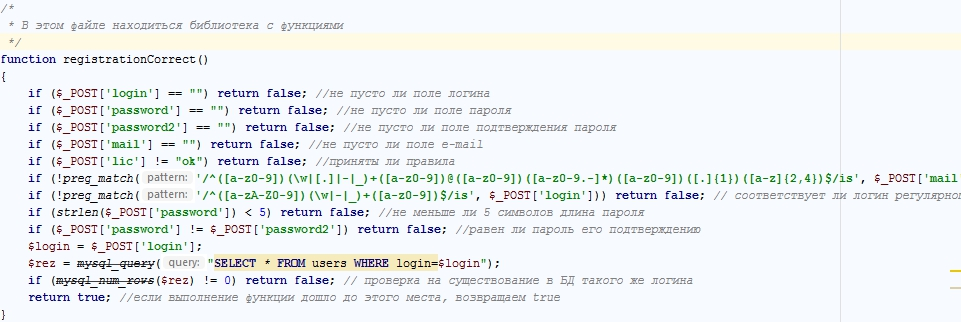 /*
 * В этом файле находиться библиотека с функциями
 */
function registrationCorrect()
{
    if ($_POST['login'] == "") return false; //не пусто ли поле логина
    if ($_POST['password'] == "") return false; //не пусто ли поле пароля
    if ($_POST['password2'] == "") return false; //не пусто ли поле подтверждения пароля
    if ($_POST['mail'] == "") return false; //не пусто ли поле e-mail
    if ($_POST['lic'] != "ok") return false; //приняты ли правила
    if (!preg_match( pattern: '/^([a-z0-9])(\w|[.]|-|_)+([a-z0-9])@([a-z0-9])([a-z0-9.-]*)([a-z0-9])([.]{1})([a-z]{2,4})$/is', $_POST['mail'
    if (!preg_match( pattern: '/^([a-zA-Z0-9])(\w|-|_)+([a-z0-9])$/is', $_POST['login'])) return false; // соответствует ли логин регулярно
    if (strlen($_POST['password']) < 5) return false; //не меньше ли 5 символов длина пароля
    if ($_POST['password'] != $_POST['password2']) return false; //равен ли пароль его подтверждению
    $login = $_POST['login'];
    $rez = mysql_query( query: "SELECT * FROM users WHERE login=$login");
    if (mysql_num_rows($rez) != 0) return false; // проверка на существование в БД такого же логина
    return true; //если выполнение функции дошло до этого места, возвращаем true
}